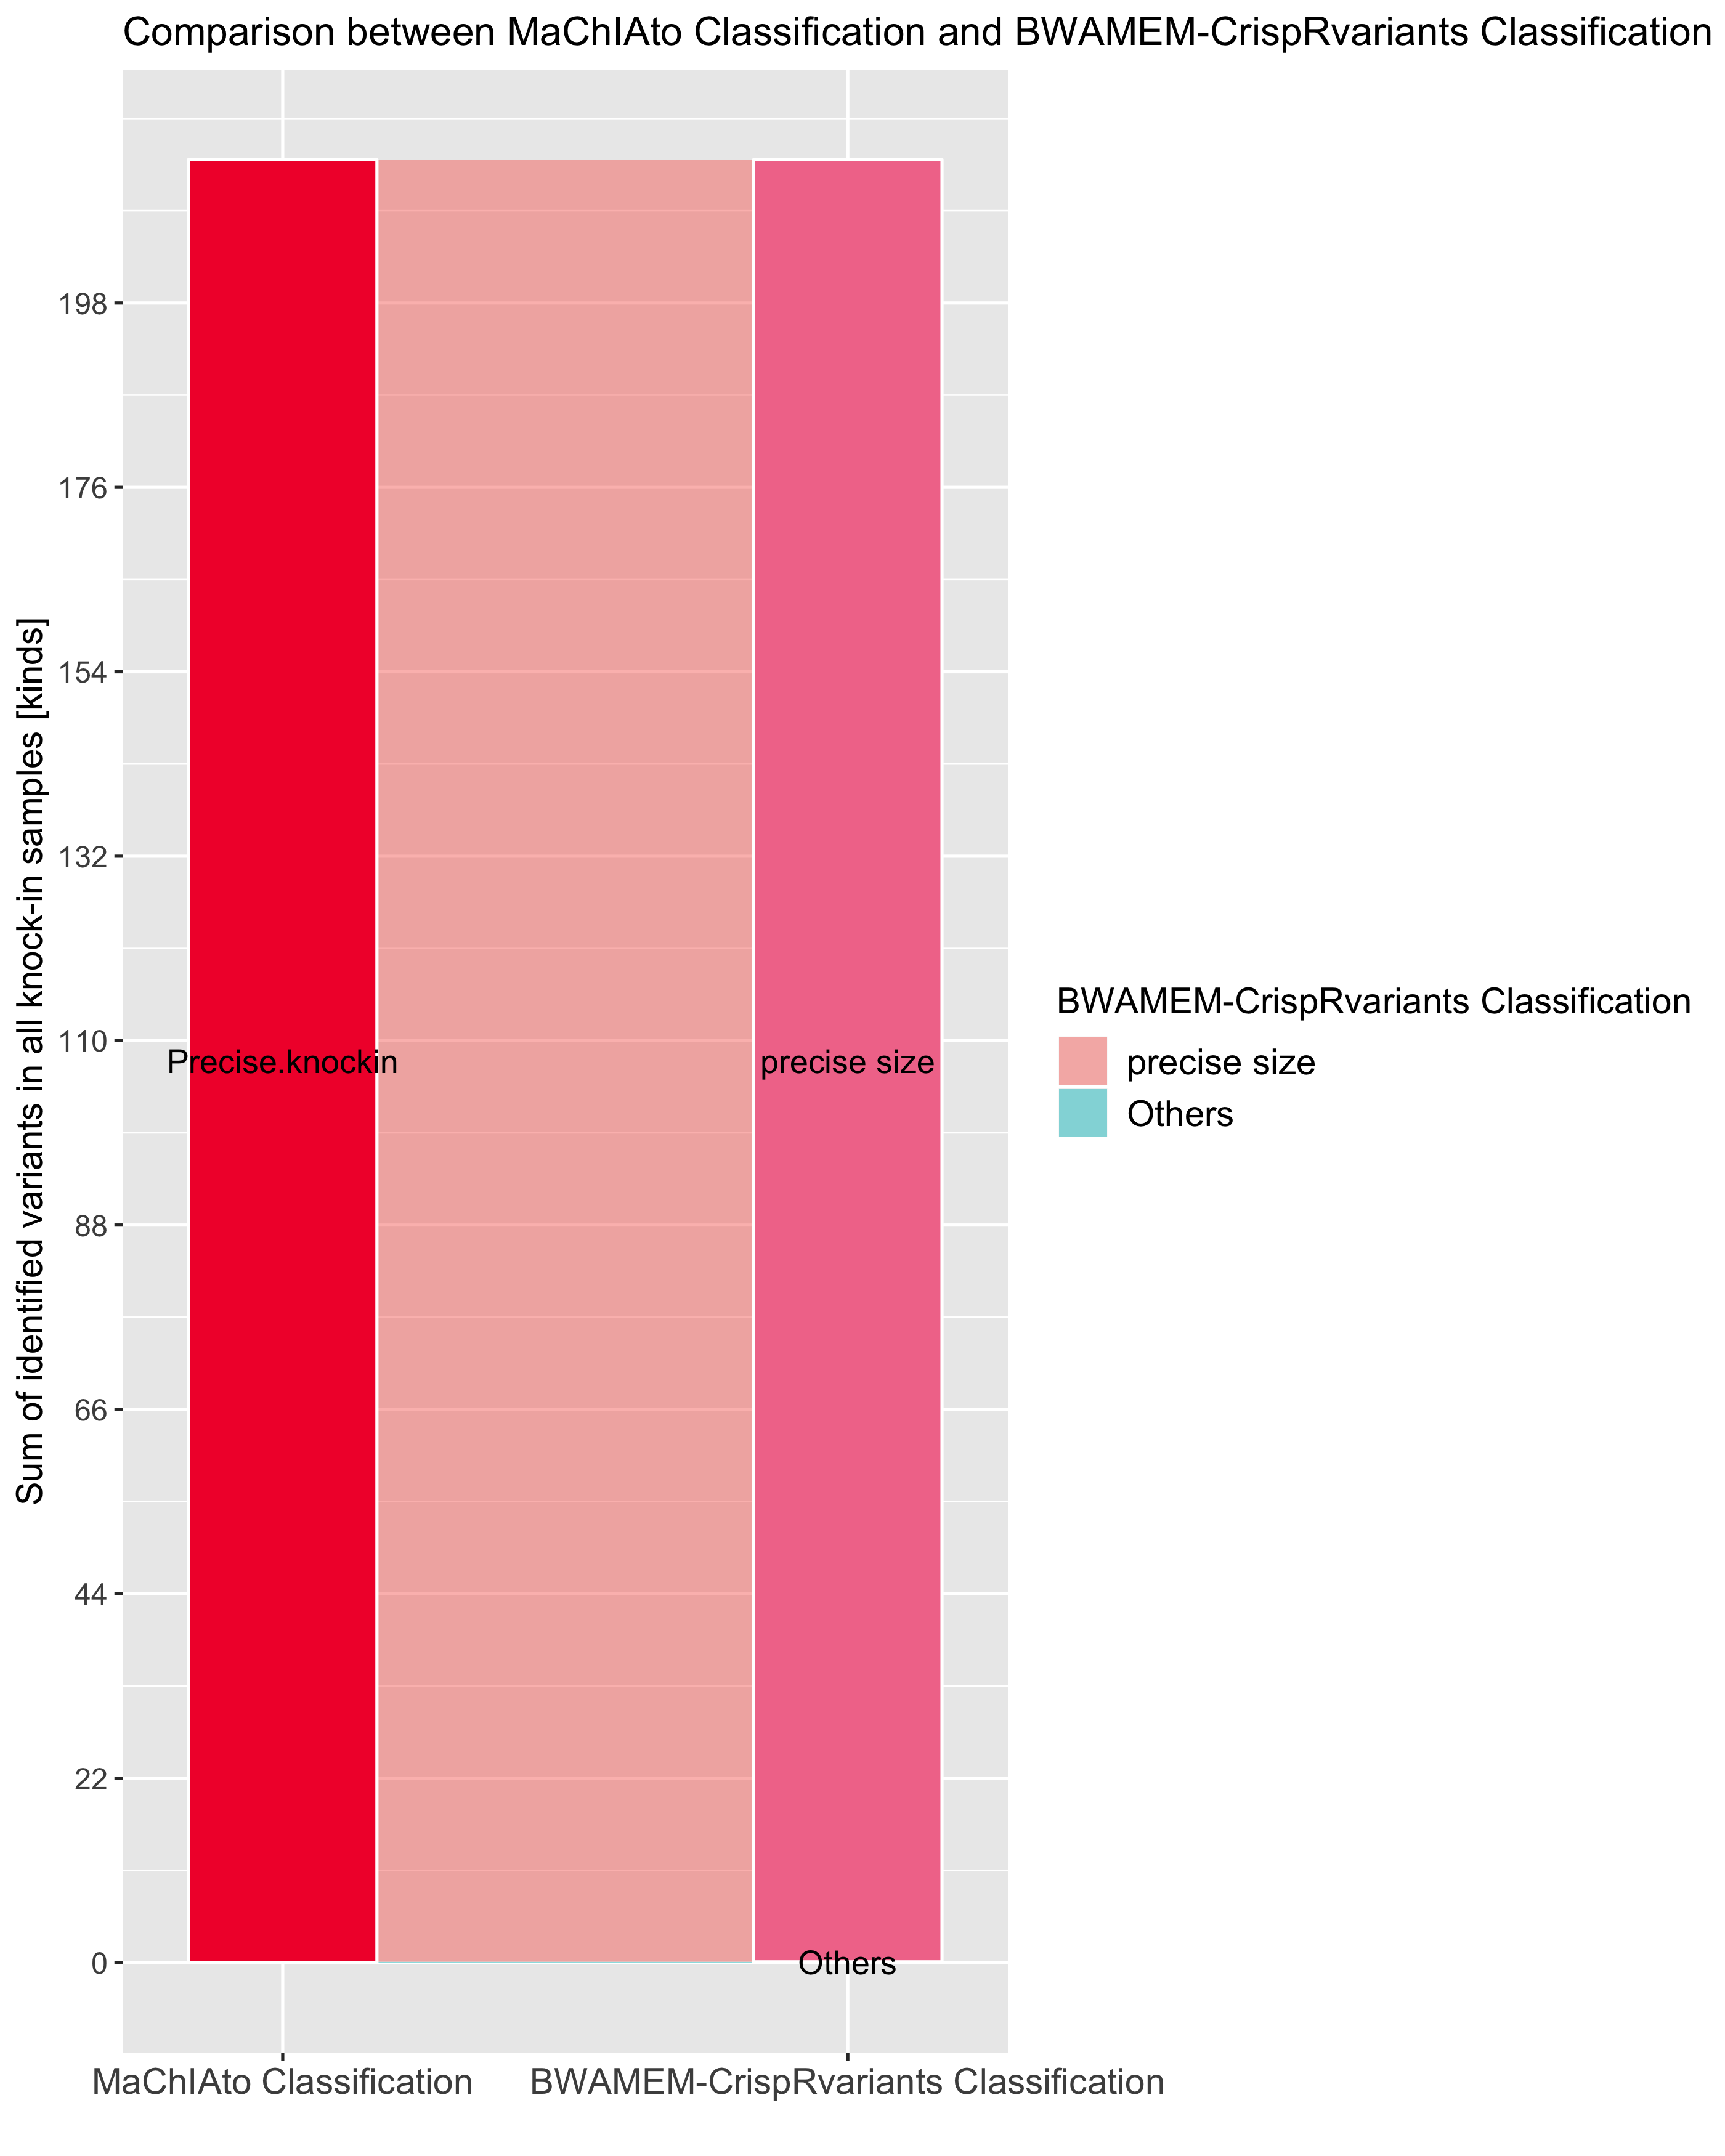 Comparison between MaChIAto Classification and BWAMEM-CrispRvariants Classification
Sum of identified variants in all knock-in samples [kinds]
198
176
154
132
110
88
66
44
22
0
Precise.knockin
precise size
Others
MaChIAto Classification
BWAMEM-CrispRvariants Classification
BWAMEM-CrispRvariants Classification
precise size
Others